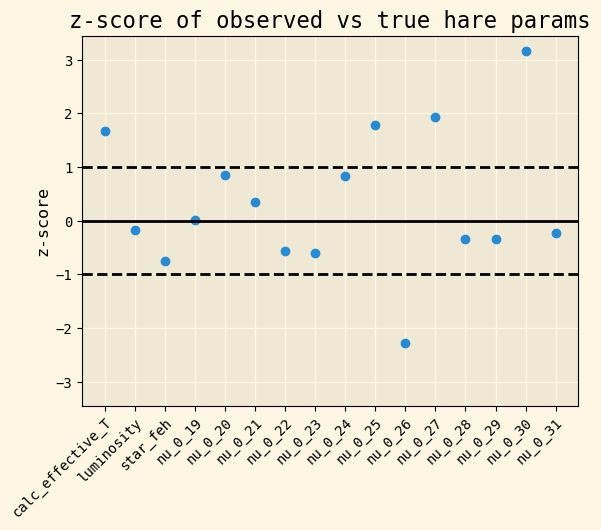 z-score of observed vs true hare params
z-score
3
2
1
0
−1
−2
−3
calc_effective_T
luminosity
star_feh
nu_0_19
nu_0_20
nu_0_21
nu_0_22
nu_0_23
nu_0_24
nu_0_25
nu_0_26
nu_0_27
nu_0_28
nu_0_29
nu_0_30
nu_0_31